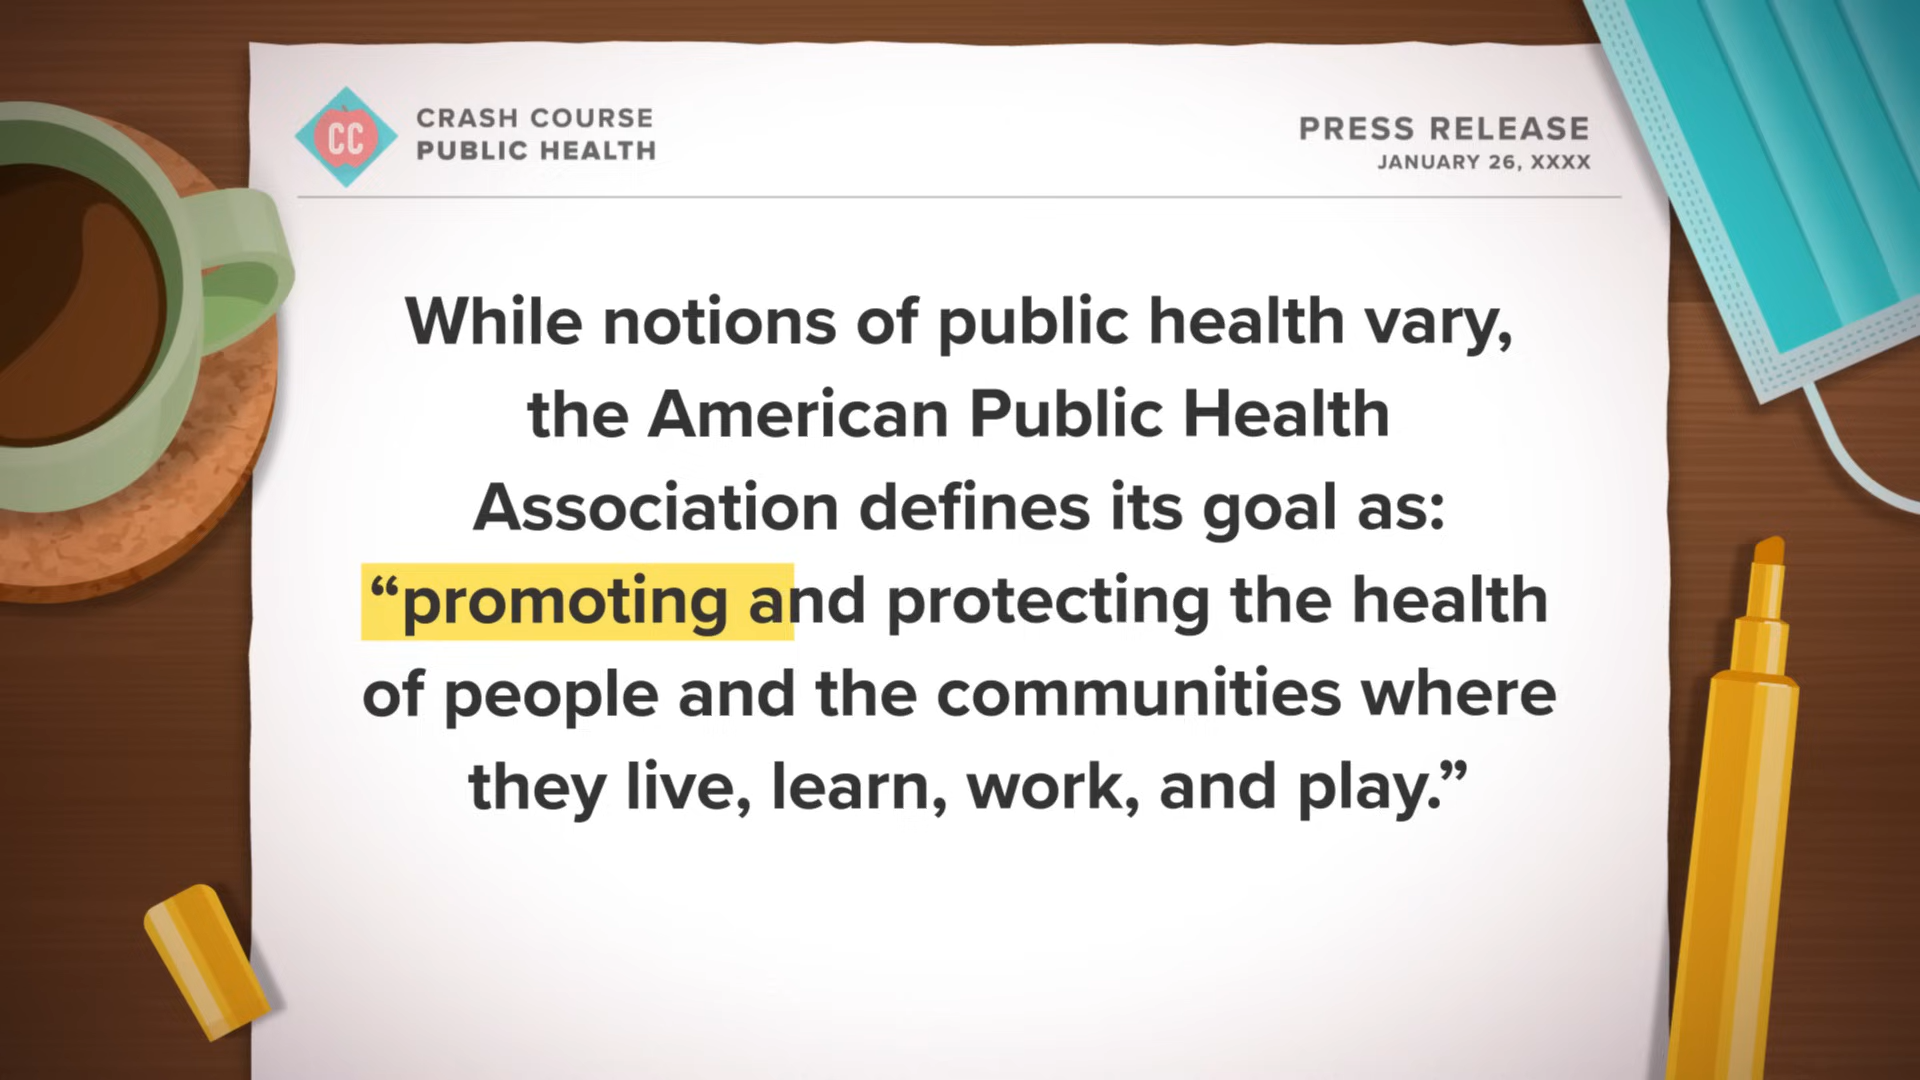 CC
CRASH COURSE
PUBLIC HEALTH
PRESS RELEASE
JANUARY 26, XXXX
While notions of public health vary,
the American Public Health
Association defines its goal as:
“promoting and protecting the health
of people and the communities where
they live, learn, work, and play.”